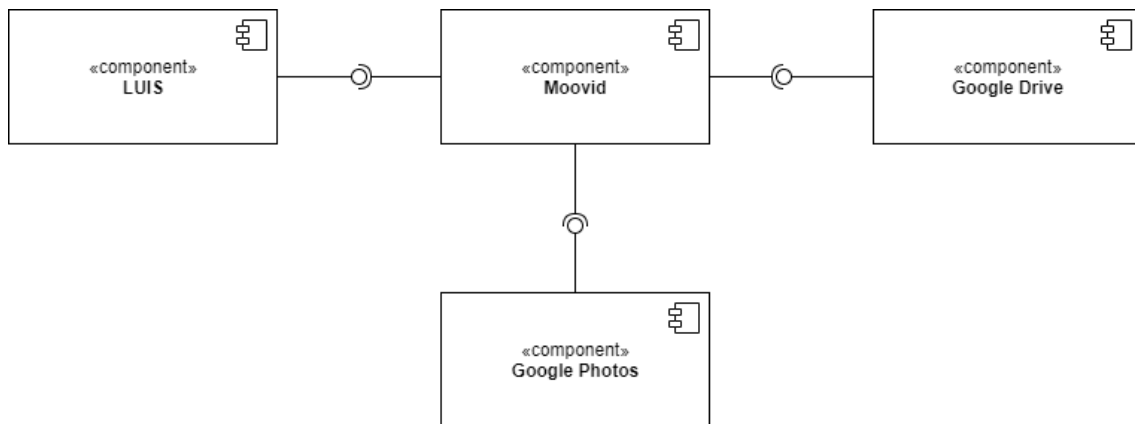 «component»
LUIS
«component»
Moovid
«component»
Google Drive
«component»
Google Photos